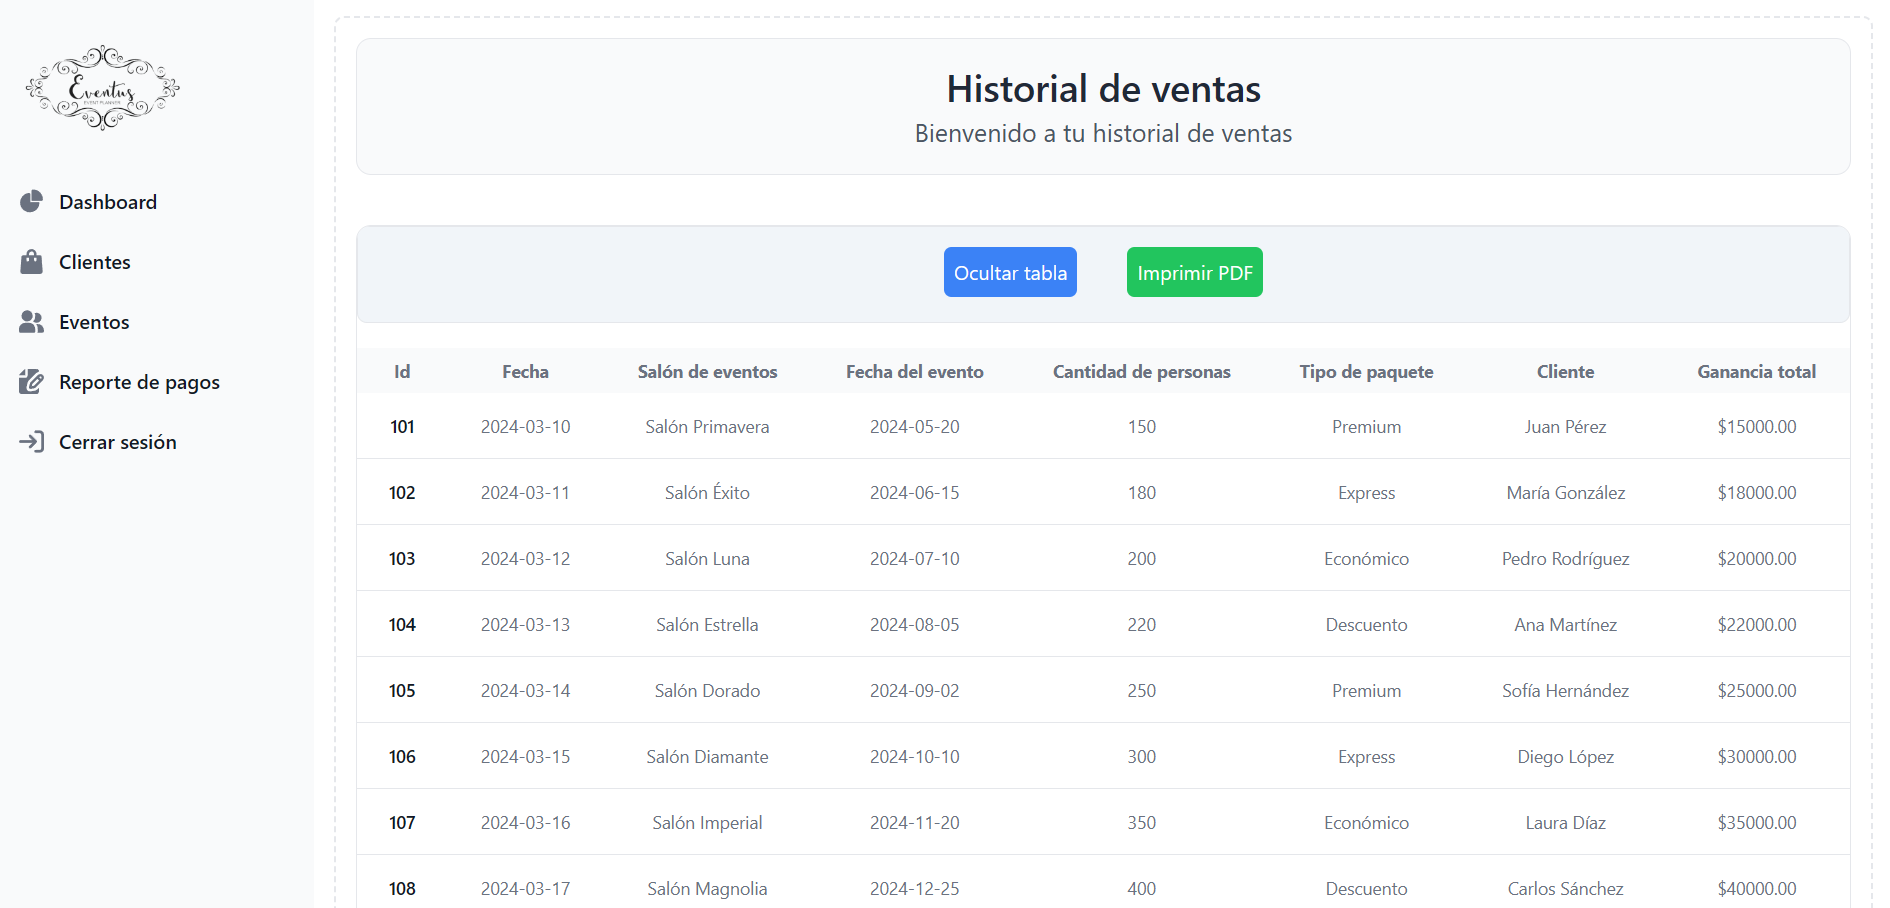 Eventus
EVENT PLANNER
Dashboard
Clientes
Eventos
Reporte de pagos
Cerrar sesión
Historial de ventas
Bienvenido a tu historial de ventas
Ocultar tabla Imprimir PDF
Id Fecha Salón de eventos Fecha del evento Cantidad de personas Tipo de paquete Cliente Ganancia total
101 2024-03-10 Salón Primavera 2024-05-20 150 Premium Juan Pérez $15000.00
102 2024-03-11 Salón Éxito 2024-06-15 180 Express María González $18000.00
103 2024-03-12 Salón Luna 2024-07-10 200 Económico Pedro Rodríguez $20000.00
104 2024-03-13 Salón Estrella 2024-08-05 220 Descuento Ana Martínez $22000.00
105 2024-03-14 Salón Dorado 2024-09-02 250 Premium Sofía Hernández $25000.00
106 2024-03-15 Salón Diamante 2024-10-10 300 Express Diego López $30000.00
107 2024-03-16 Salón Imperial 2024-11-20 350 Económico Laura Díaz $35000.00
108 2024-03-17 Salón Magnolia 2024-12-25 400 Descuento Carlos Sánchez $40000.00